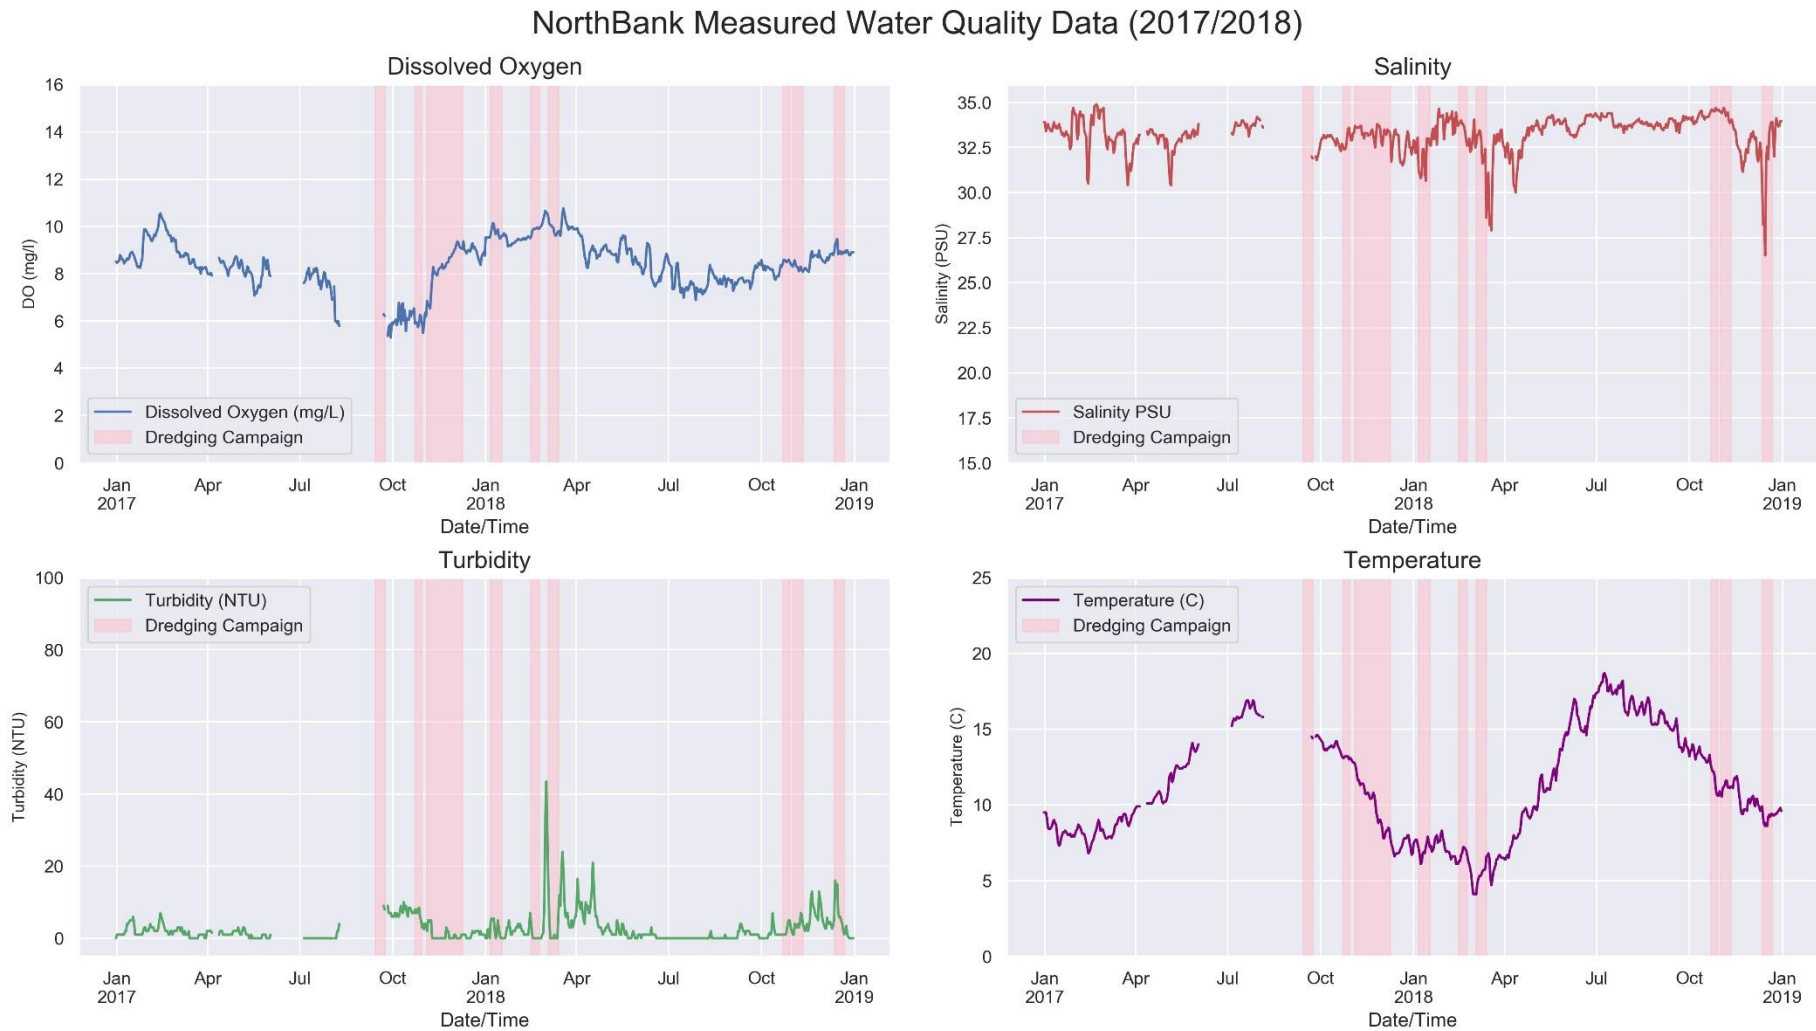 NorthBank Measured Water Quality Data (2017/2018)
Dissolved Oxygen
16
14
12
10
8
6
4
2
0
DO (mg/l)
Dissolved Oxygen (mg/L)
Dredging Campaign
Jan
2017
Apr
Jul
Oct
Jan
2018
Apr
Jul
Oct
Jan
2019
Date/Time
Salinity
35.0
32.5
30.0
27.5
25.0
22.5
20.0
17.5
15.0
Salinity (PSU)
Salinity PSU
Dredging Campaign
Jan
2017
Apr
Jul
Oct
Jan
2018
Apr
Jul
Oct
Jan
2019
Date/Time
Turbidity
100
80
60
40
20
0
Turbidity (NTU)
Turbidity (NTU)
Dredging Campaign
Jan
2017
Apr
Jul
Oct
Jan
2018
Apr
Jul
Oct
Jan
2019
Date/Time
Temperature
25
20
15
10
5
0
Temperature (C)
Temperature (C)
Dredging Campaign
Jan
2017
Apr
Jul
Oct
Jan
2018
Apr
Jul
Oct
Jan
2019
Date/Time